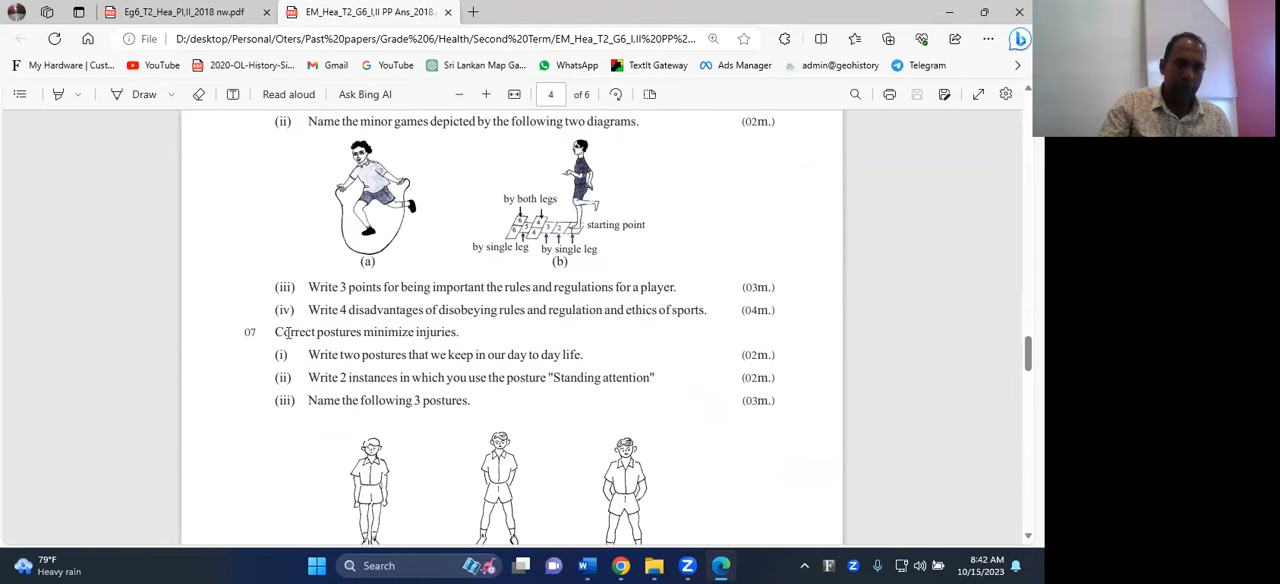 Eg6_T2_Hea_PI,II_2018 nw.pdf
EM_Hea_T2_G6_I,II PP Ans_2018.
File D:/desktop/Personal/Oters/Past%20papers/Grade%206/Health/Second%20Term/EM_Hea_T2_G6_I,II%20PP%...
My Hardware | Cust... YouTube 2020-OL-History-Si... Gmail YouTube Sri Lankan Map Ga... WhatsApp TextIt Gateway Ads Manager admin@geohistory Telegram
Draw Read aloud Ask Bing AI 4 of 6
(ii) Name the minor games depicted by the following two diagrams. (02m.)
by both legs
6 4
6 5 4 3 2
starting point
by single leg by single leg
(a) (b)
(iii) Write 3 points for being important the rules and regulations for a player. (03m.)
(iv) Write 4 disadvantages of disobeying rules and regulation and ethics of sports. (04m.)
07 Correct postures minimize injuries.
(i) Write two postures that we keep in our day to day life. (02m.)
(ii) Write 2 instances in which you use the posture "Standing attention" (02m.)
(iii) Name the following 3 postures. (03m.)
79°F
Heavy rain
Search
8:42 AM
10/15/2023